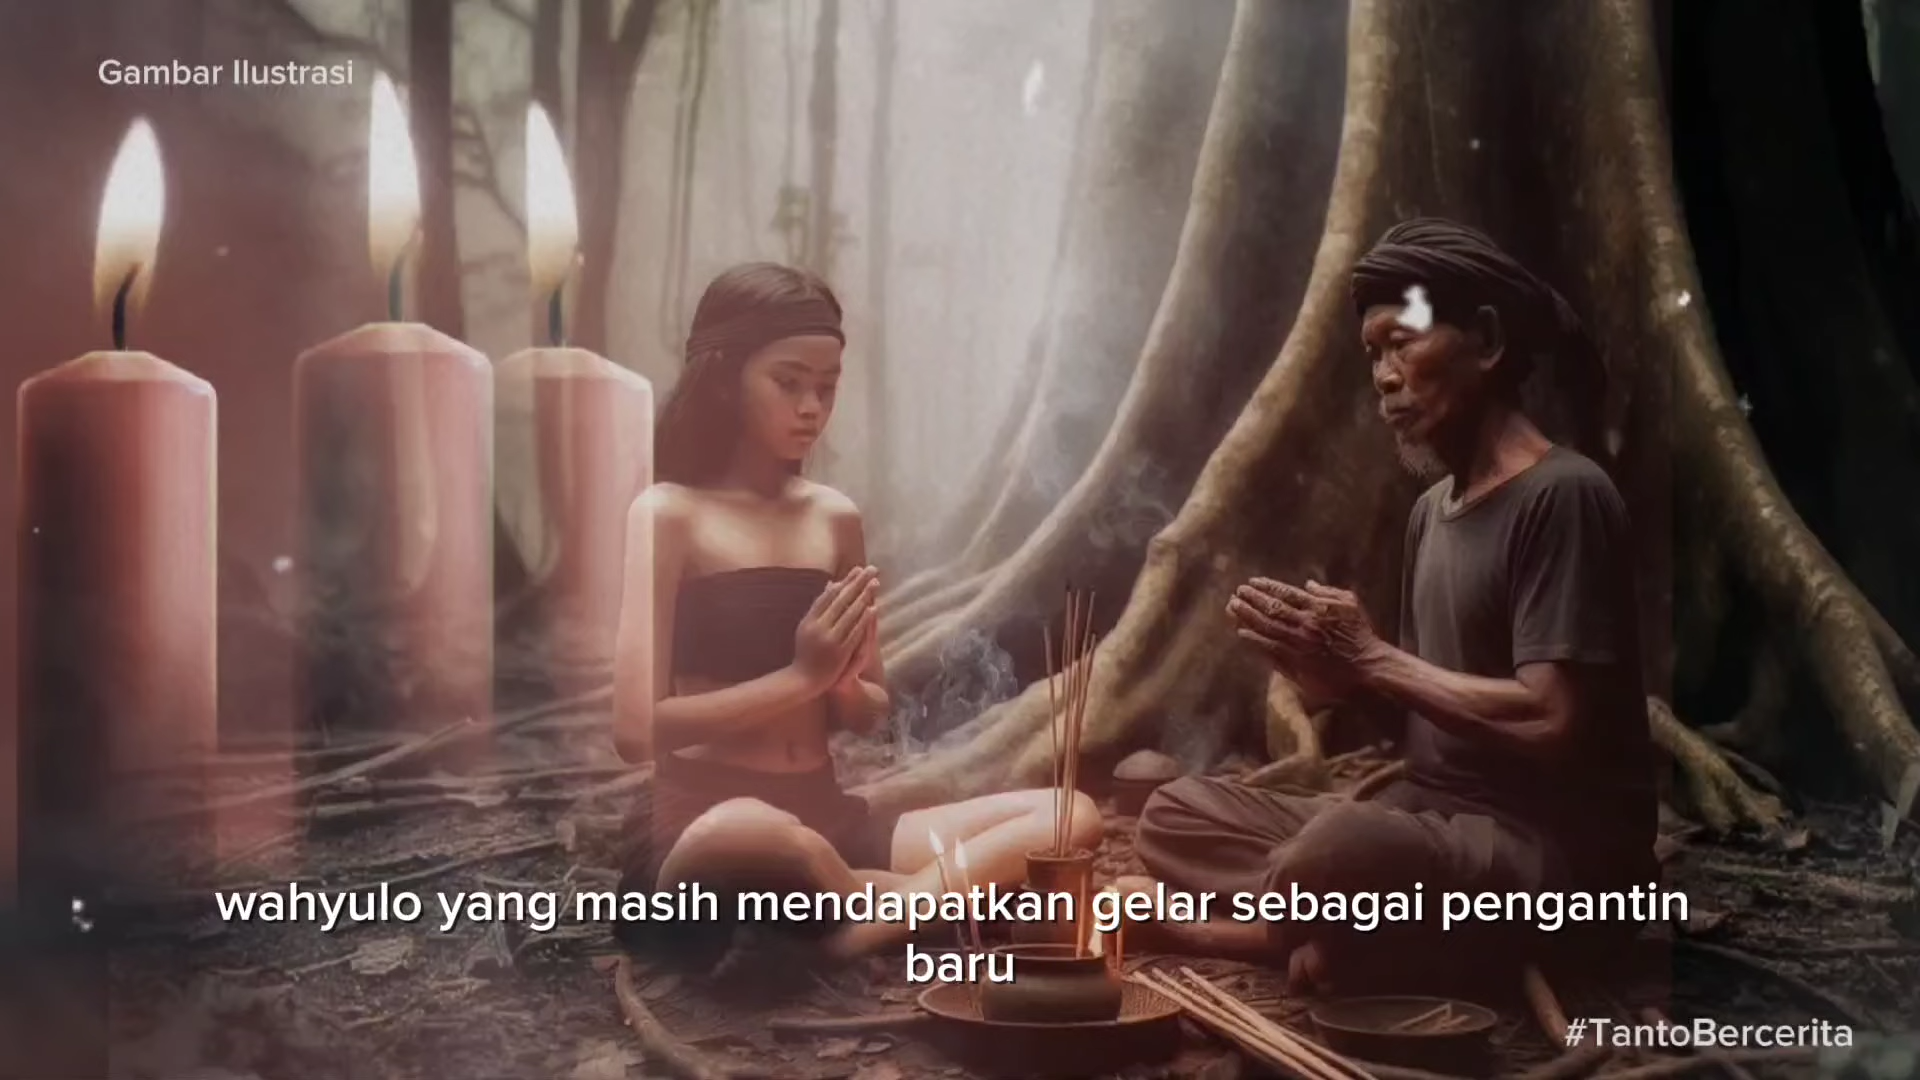 Gambar Ilustrasi
wahyulo yang masih mendapatkan gelar sebagai pengantin
baru
#TantoBercerita